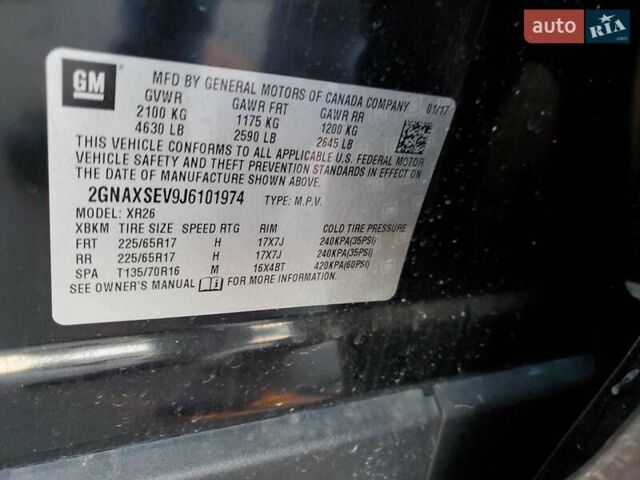 auto RIA.com
GM
MFD BY GENERAL MOTORS OF CANADA COMPANY
GVWR GAWR FRT GAWR RR 01/17
2100 KG 1175 KG 1200 KG
4630 LB 2590 LB 2645 LB
THIS VEHICLE CONFORMS TO ALL APPLICABLE U.S. FEDERAL MOTOR
VEHICLE SAFETY AND THEFT PREVENTION STANDARDS IN EFFECT ON
THE DATE OF MANUFACTURE SHOWN ABOVE.
2GNAXSEV9J6101974 TYPE: M.P.V.
MODEL: XR26
XBKM TIRE SIZE SPEED RTG RIM COLD TIRE PRESSURE
FRT 225/65R17 H 17X7J 240KPA(35PSI)
RR 225/65R17 H 17X7J 240KPA(35PSI)
SPA T135/70R16 M 16X4BT 420KPA(60PSI)
SEE OWNER'S MANUAL FOR MORE INFORMATION.